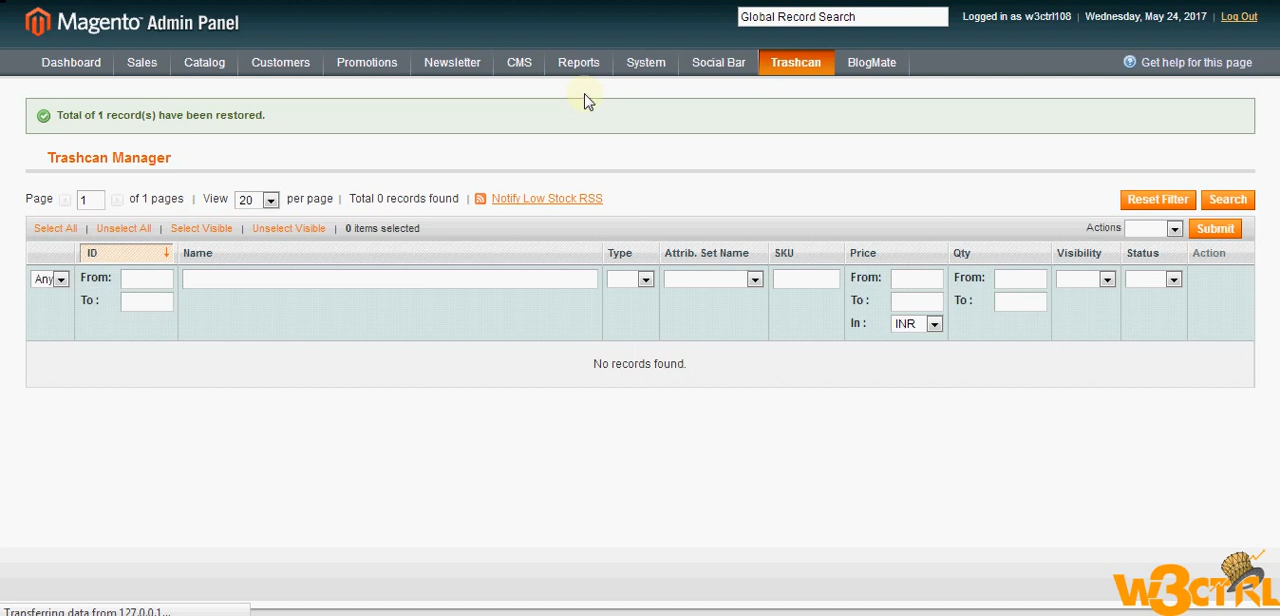 Magento™ Admin Panel
Global Record Search
Logged in as w3ctrl108 | Wednesday, May 24, 2017 | Log Out
Dashboard Sales Catalog Customers Promotions Newsletter CMS Reports System Social Bar Trashcan BlogMate
Get help for this page
Total of 1 record(s) have been restored.
Trashcan Manager
Page 1 of 1 pages | View 20 per page | Total 0 records found | Notify Low Stock RSS
Reset Filter Search
Select All | Unselect All | Select Visible | Unselect Visible | 0 items selected
Actions Submit
ID Name Type Attrib. Set Name SKU Price Qty Visibility Status Action
Any From: From: From:
To : To : To :
In : INR
No records found.
W3CTRL
Transferring data from 127.0.0.1...